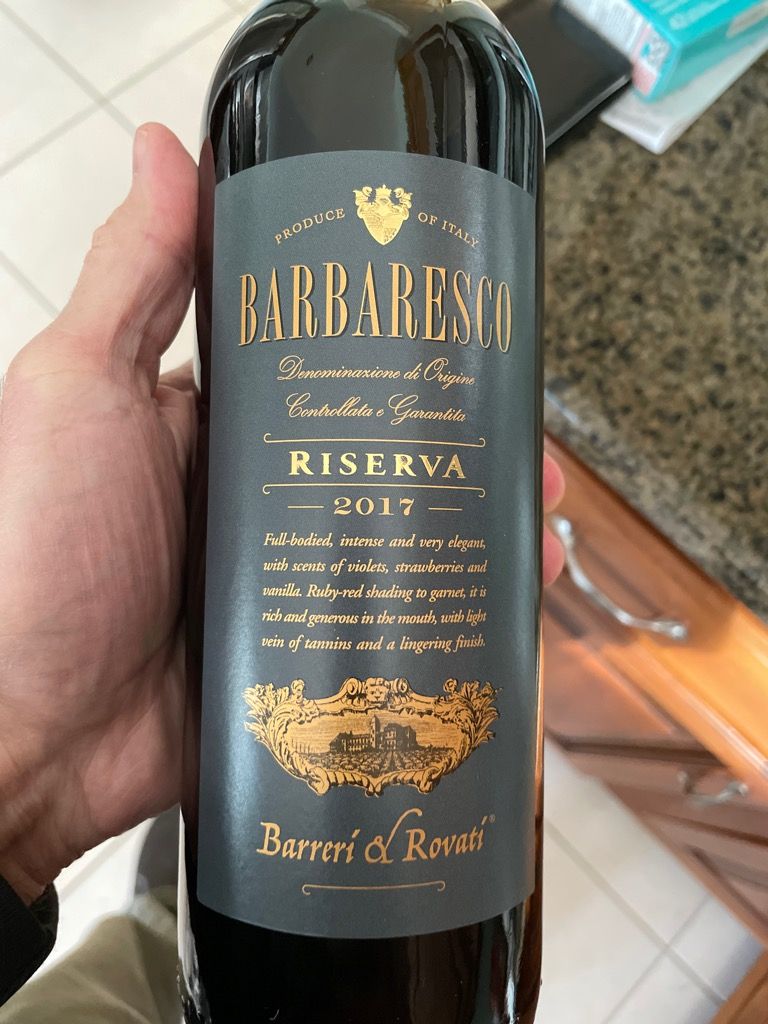 PRODUCE OF ITALY
BARBARESCO
Denominazione di Origine
Controllata e Garantita
RISERVA
— 2017 —
Full-bodied, intense and very elegant,
with scents of violets, strawberries and
vanilla. Ruby-red shading to garnet, it is
rich and generous in the mouth, with light
vein of tannins and a lingering finish.
Barreri & Rovati®